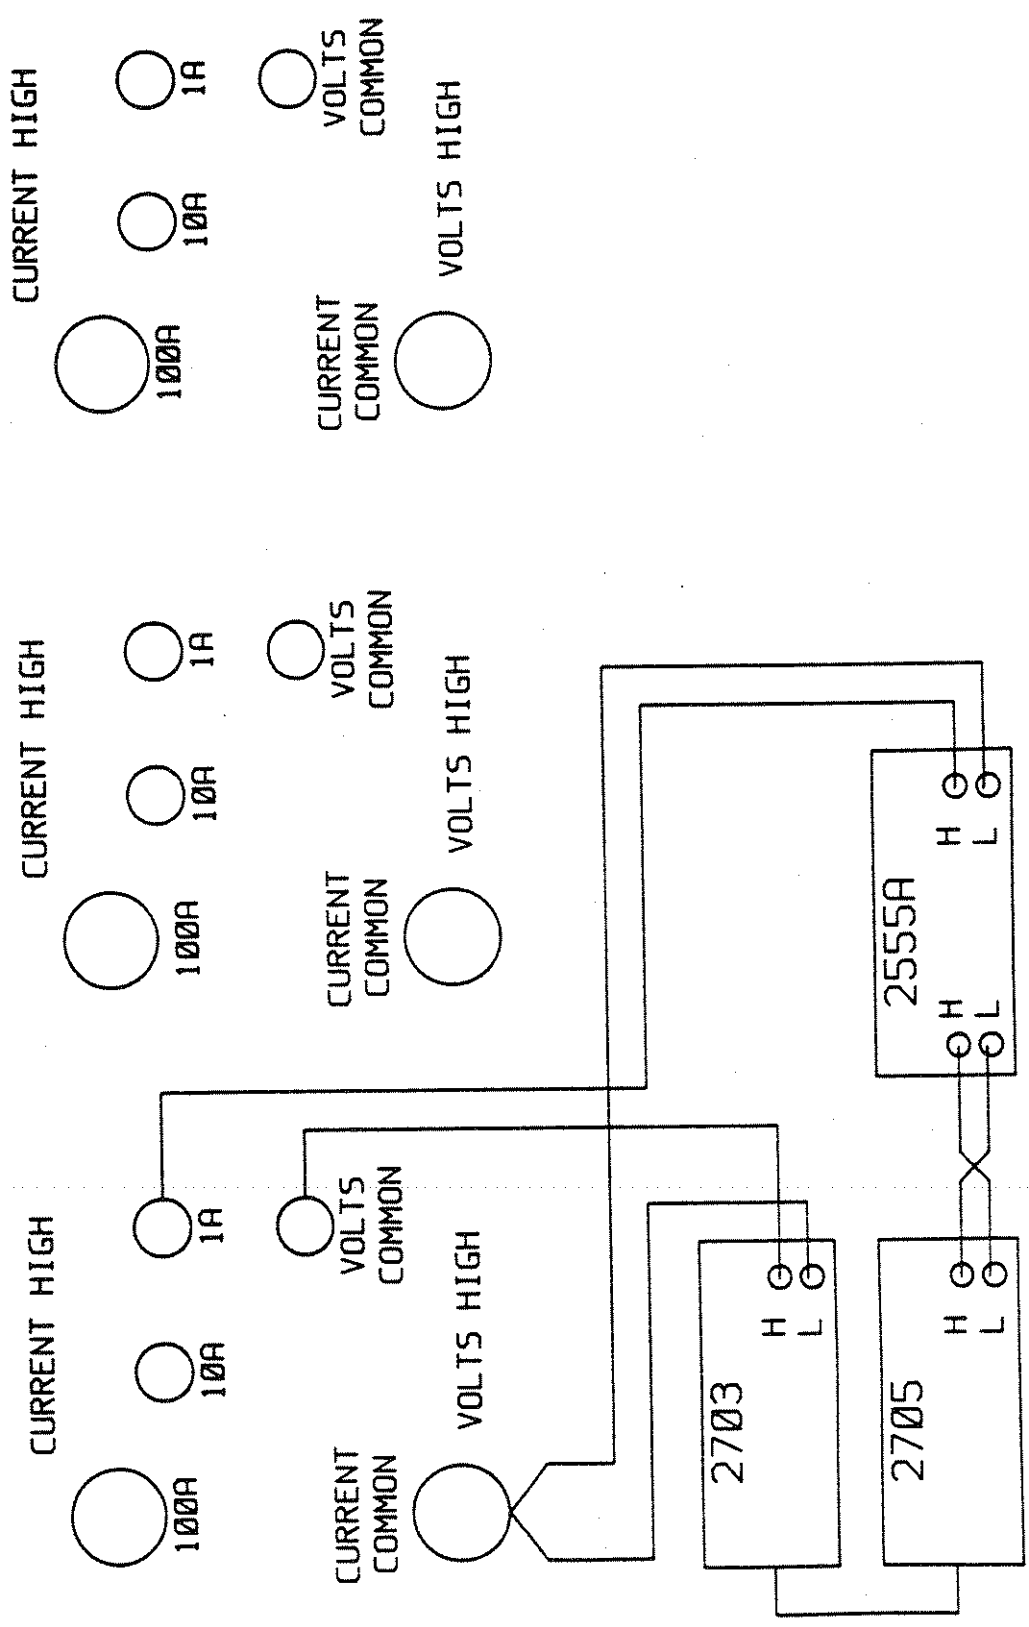 CURRENT HIGH
100A
10A
1A
CURRENT
COMMON
VOLTS
COMMON
VOLTS HIGH
CURRENT HIGH
100A
10A
1A
CURRENT
COMMON
VOLTS
COMMON
VOLTS HIGH
CURRENT HIGH
100A
10A
1A
CURRENT
COMMON
VOLTS
COMMON
VOLTS HIGH
2703
H
L
2705
H
L
2555A
H
L
H
L